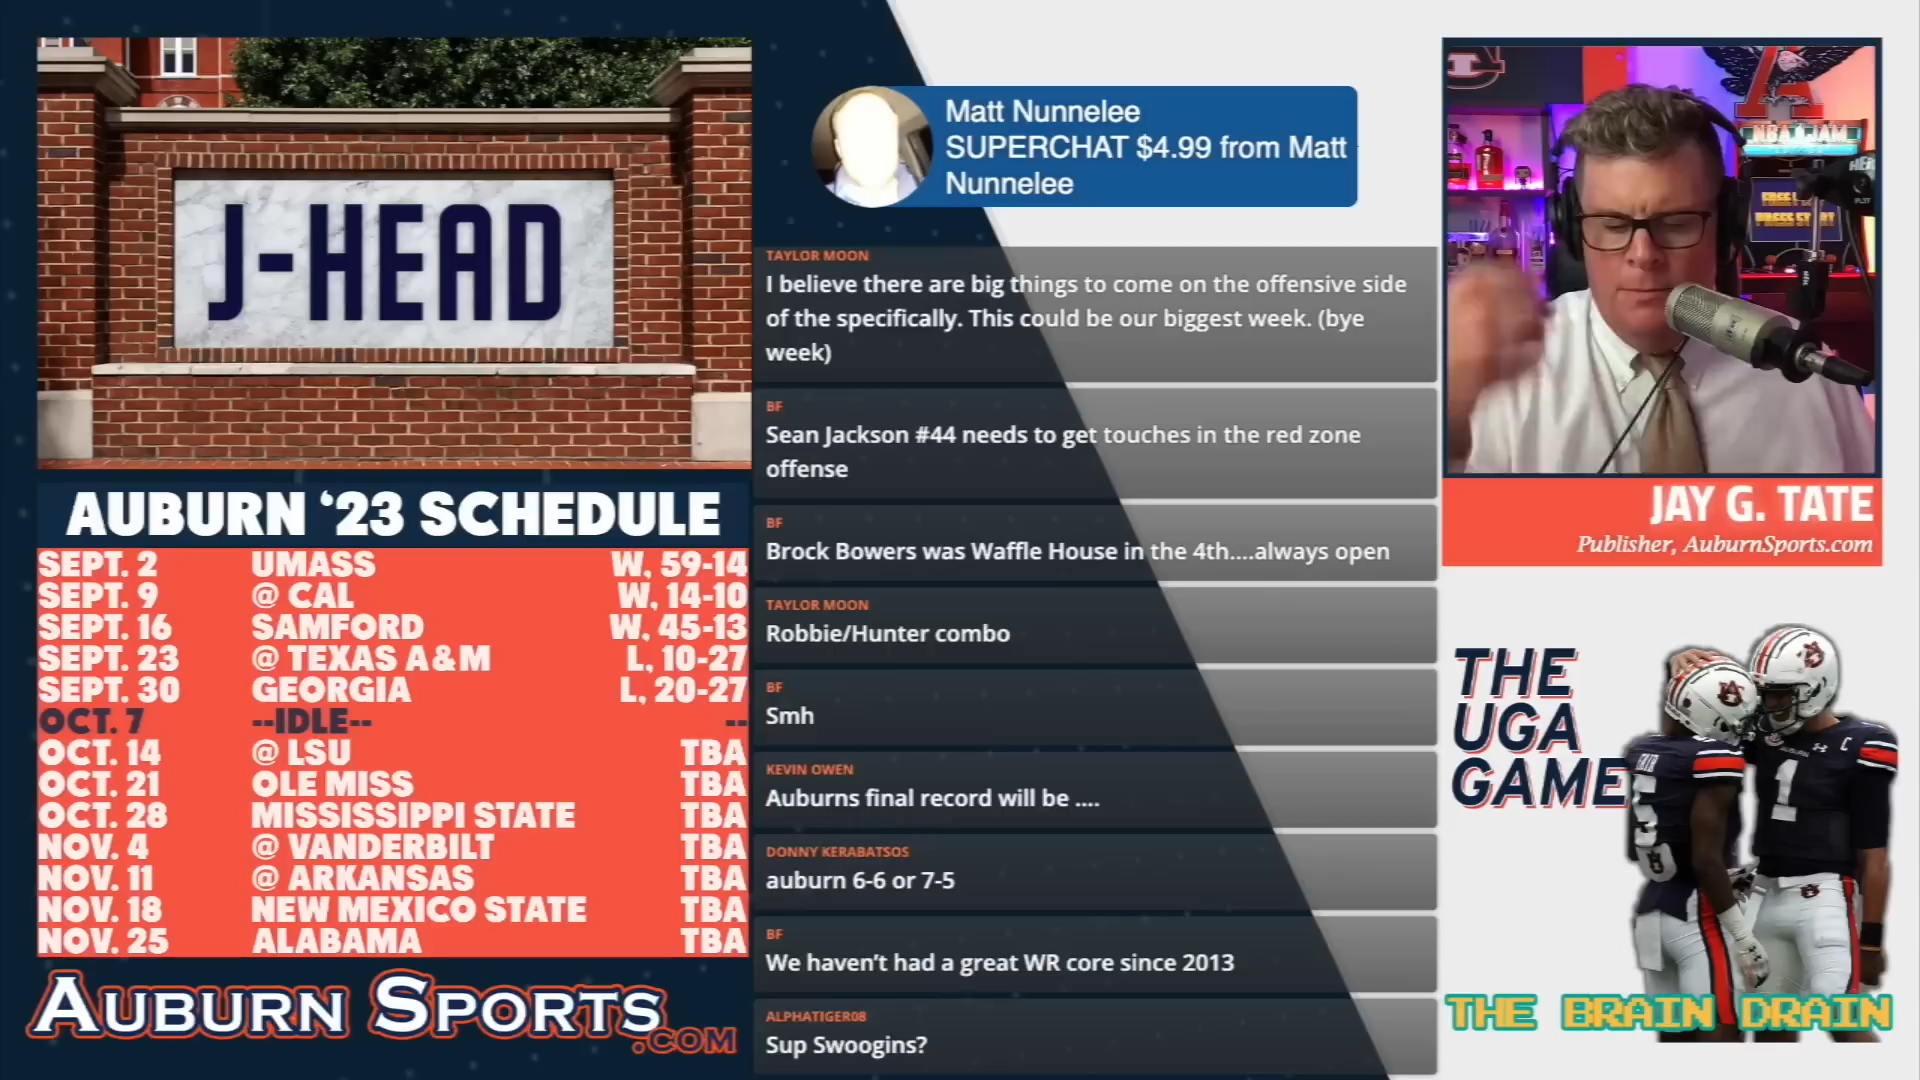 J-HEAD
AUBURN ‘23 SCHEDULE
SEPT. 2 UMASS W, 59-14
SEPT. 9 @ CAL W, 14-10
SEPT. 16 SAMFORD W, 45-13
SEPT. 23 @ TEXAS A&M L, 10-27
SEPT. 30 GEORGIA L, 20-27
OCT. 7 --IDLE-- --
OCT. 14 @ LSU TBA
OCT. 21 OLE MISS TBA
OCT. 28 MISSISSIPPI STATE TBA
NOV. 4 @ VANDERBILT TBA
NOV. 11 @ ARKANSAS TBA
NOV. 18 NEW MEXICO STATE TBA
NOV. 25 ALABAMA TBA
AUBURN SPORTS
.COM
Matt Nunnelee
SUPERCHAT $4.99 from Matt
Nunnelee
TAYLOR MOON
I believe there are big things to come on the offensive side
of the specifically. This could be our biggest week. (bye
week)
BF
Sean Jackson #44 needs to get touches in the red zone
offense
BF
Brock Bowers was Waffle House in the 4th....always open
TAYLOR MOON
Robbie/Hunter combo
BF
Smh
KEVIN OWEN
Auburns final record will be ....
DONNY KERABATSOS
auburn 6-6 or 7-5
BF
We haven’t had a great WR core since 2013
ALPHATIGER08
Sup Swoogins?
NBA JAM
PRESS START
JAY G. TATE
Publisher, AuburnSports.com
THE
UGA
GAME
FAIR
5
1
C
THE BRAIN DRAIN